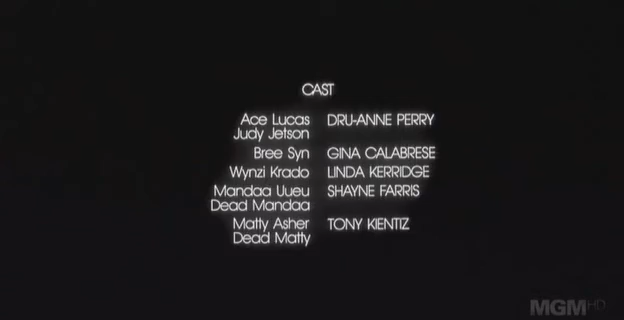 CAST
Ace Lucas DRU-ANNE PERRY
Judy Jetson
Bree Syn GINA CALABRESE
Wynzi Krado LINDA KERRIDGE
Mandaa Uueu SHAYNE FARRIS
Dead Mandaa
Matty Asher TONY KIENTIZ
Dead Matty
MGM HD